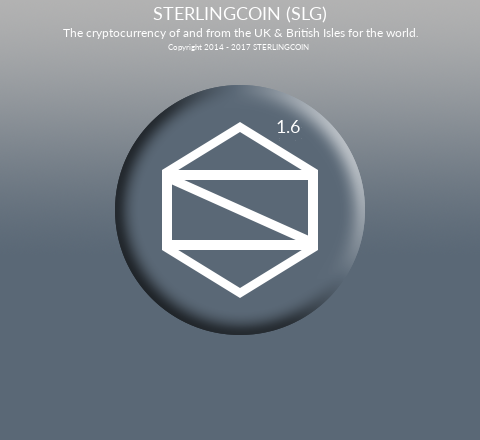 STERLINGCOIN (SLG)
The cryptocurrency of and from the UK & British Isles for the world.
Copyright 2014 - 2017 STERLINGCOIN
1.6